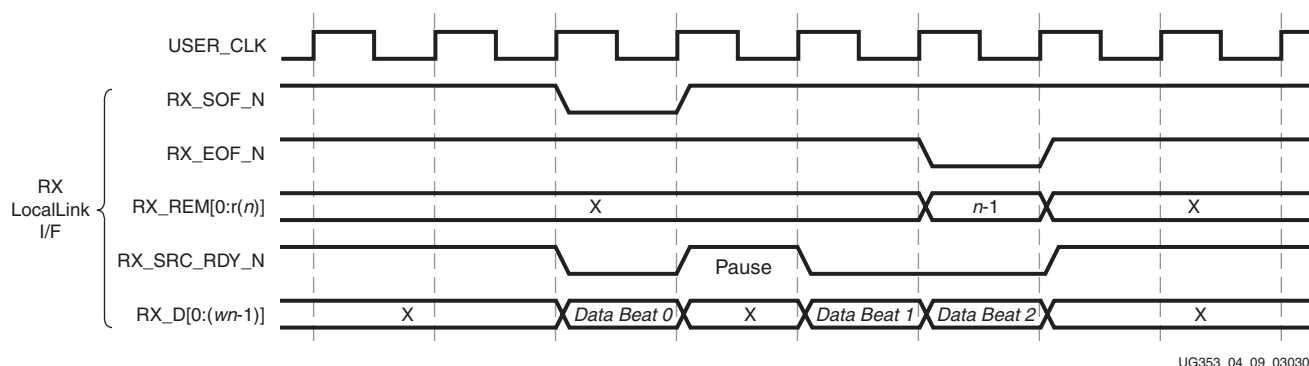 USER_CLK
RX_SOF_N
RX_EOF_N
RX
LocalLink
I/F
RX_REM[0:r(n)]
X
n-1
X
RX_SRC_RDY_N
Pause
RX_D[0:(wn-1)]
X
Data Beat 0
X
Data Beat 1
Data Beat 2
X
UG353_04_09_03030